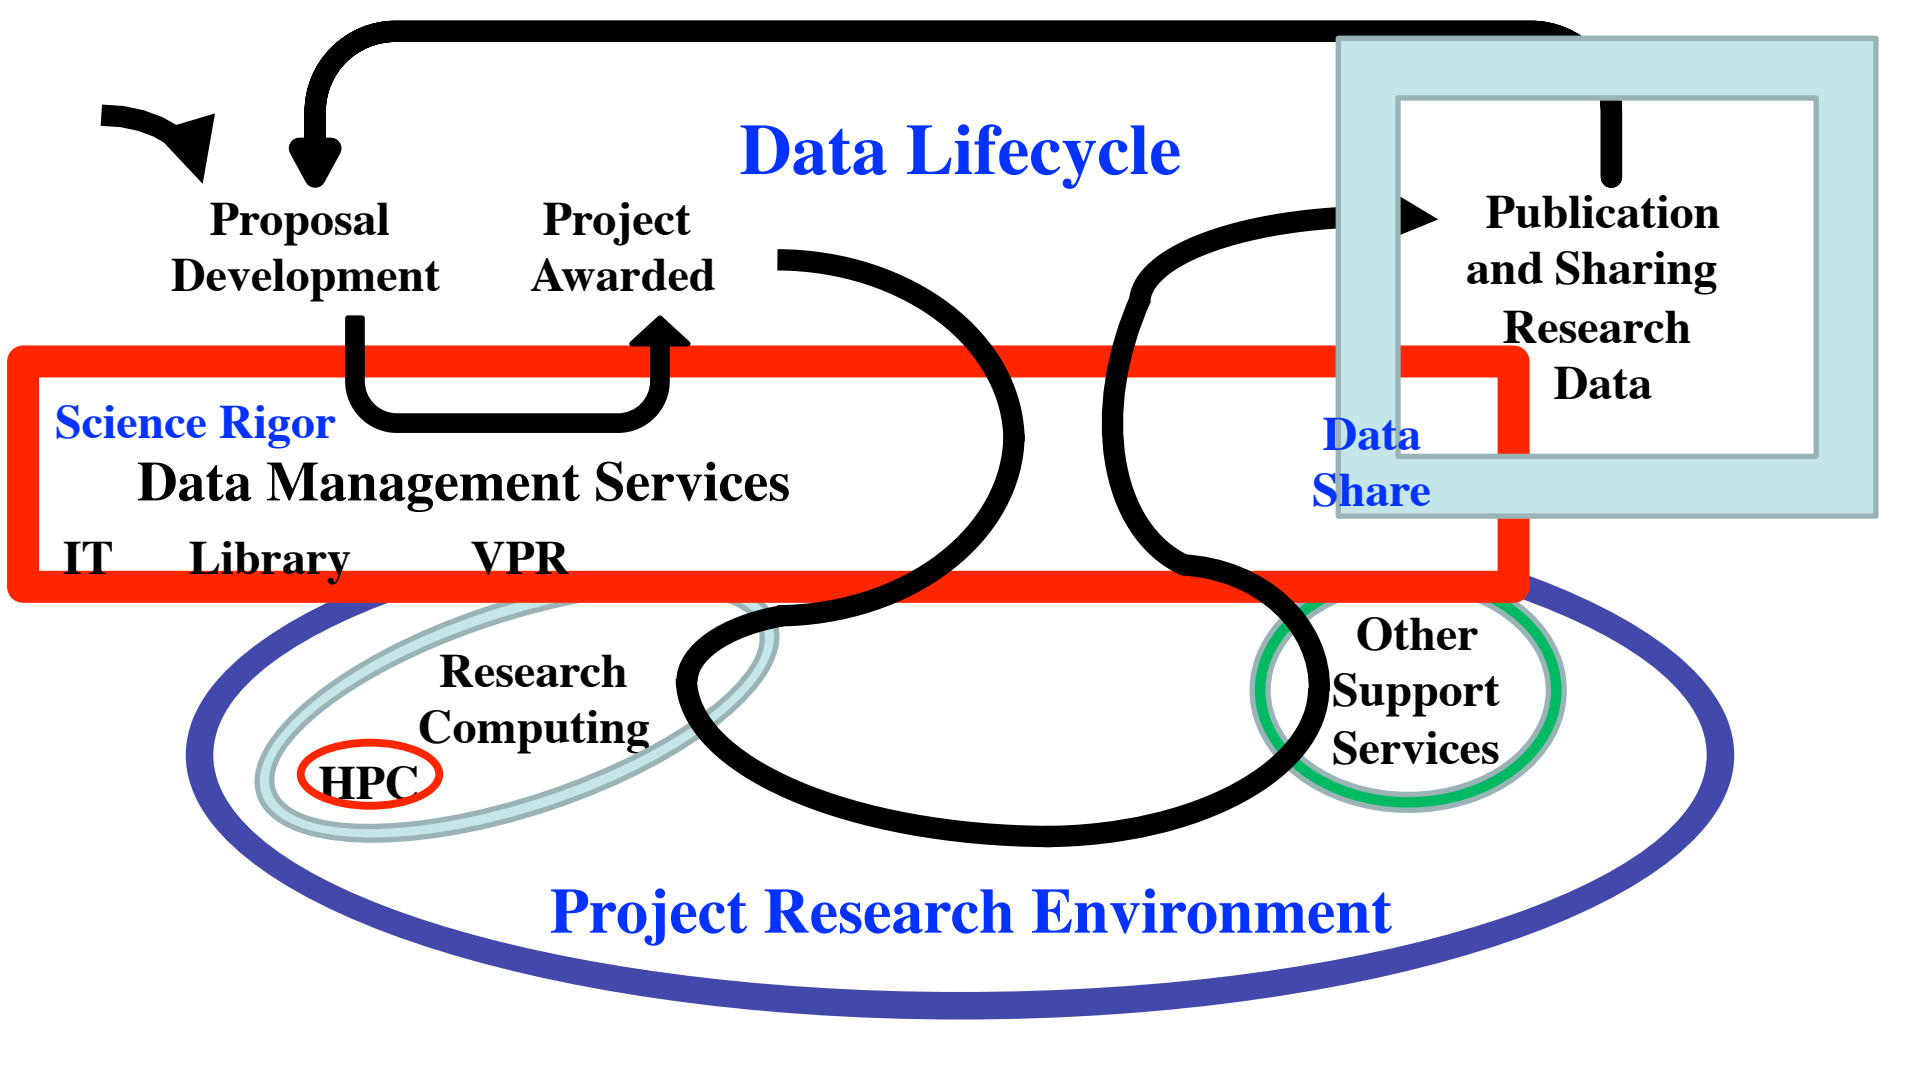 Data Lifecycle
Proposal
Development
Project
Awarded
Publication
and Sharing
Research
Data
Science Rigor
Data Management Services
IT Library VPR
Data
Share
Research
Computing
HPC
Other
Support
Services
Project Research Environment